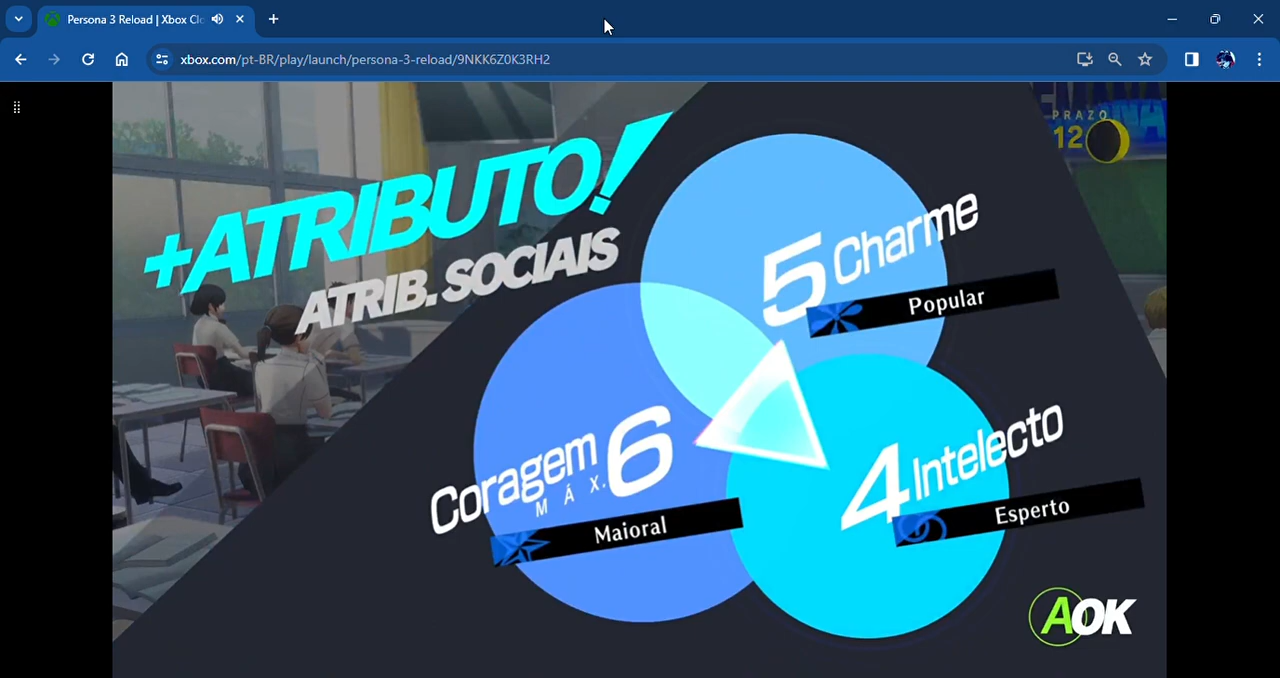 Persona 3 Reload | Xbox Clo
xbox.com/pt-BR/play/launch/persona-3-reload/9NKK6Z0K3RH2
PRAZO
12
+ATRIBUTO!
ATRIB. SOCIAIS
5 Charme
Popular
Coragem 6
MÁX.
Maioral
4 Intelecto
Esperto
AOK